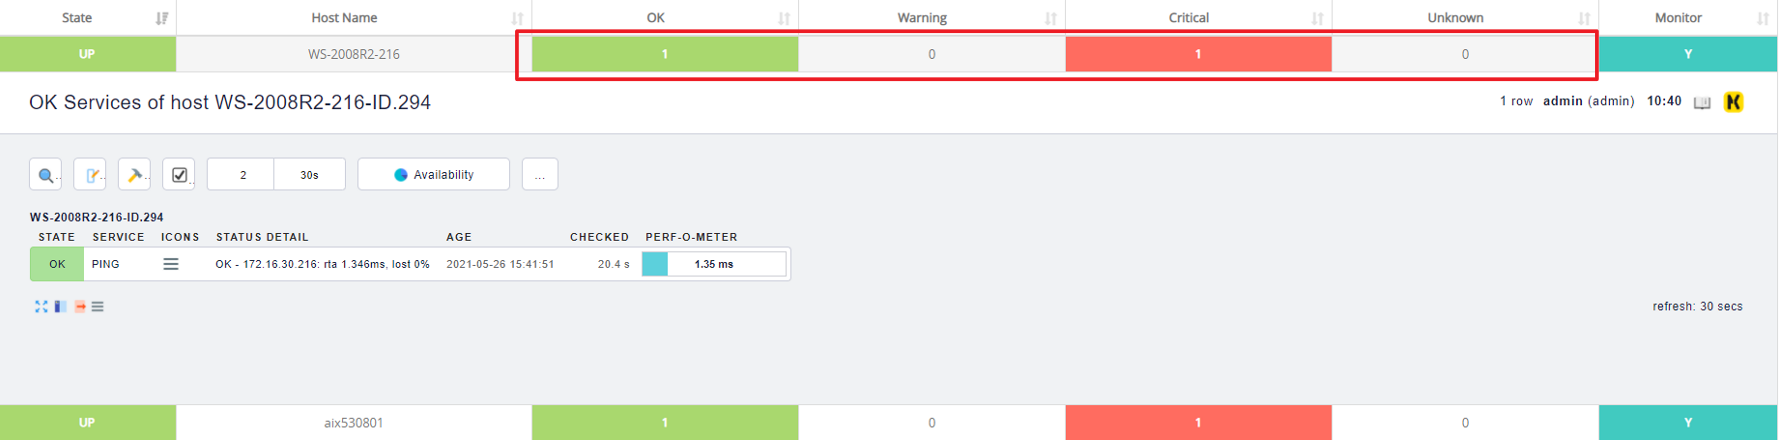 State Host Name OK Warning Critical Unknown Monitor
UP WS-2008R2-216 1 0 1 0 Y
OK Services of host WS-2008R2-216-ID.294 1 row admin (admin) 10:40
.. .. .. .. 2 30s Availability ...
WS-2008R2-216-ID.294
STATE SERVICE ICONS STATUS DETAIL AGE CHECKED PERF-O-METER
OK PING OK - 172.16.30.216: rta 1.346ms, lost 0% 2021-05-26 15:41:51 20.4 s 1.35 ms
refresh: 30 secs
UP aix530801 1 0 1 0 Y